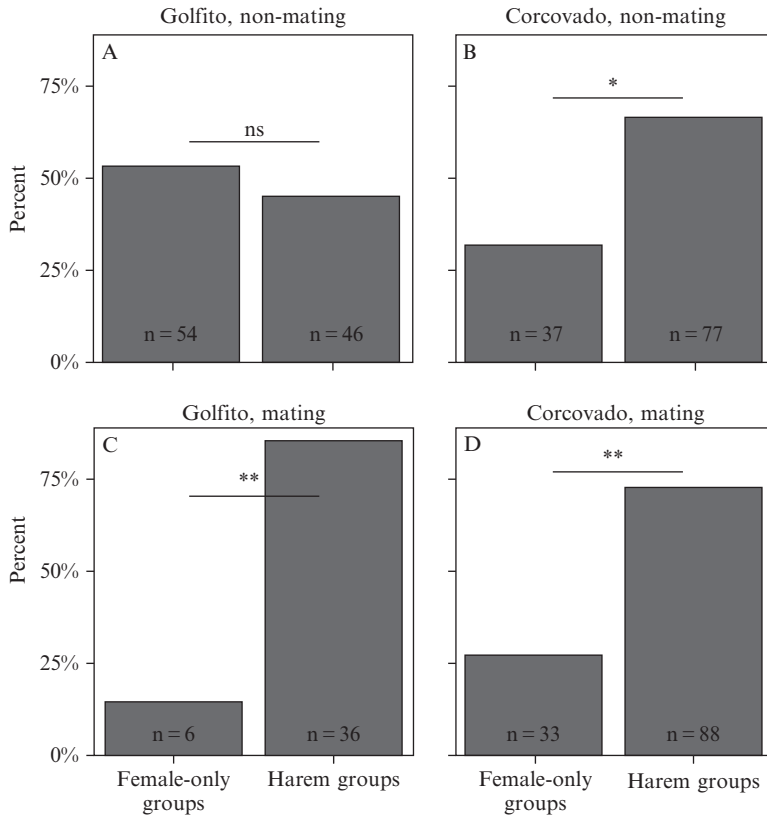 Golfito, non-mating
Corcovado, non-mating
A
B
Percent
75%
50%
25%
0%
ns
*
n = 54
n = 46
n = 37
n = 77
Golfito, mating
Corcovado, mating
C
D
Percent
75%
50%
25%
0%
**
**
n = 6
n = 36
n = 33
n = 88
Female-only
groups
Harem groups
Female-only
groups
Harem groups